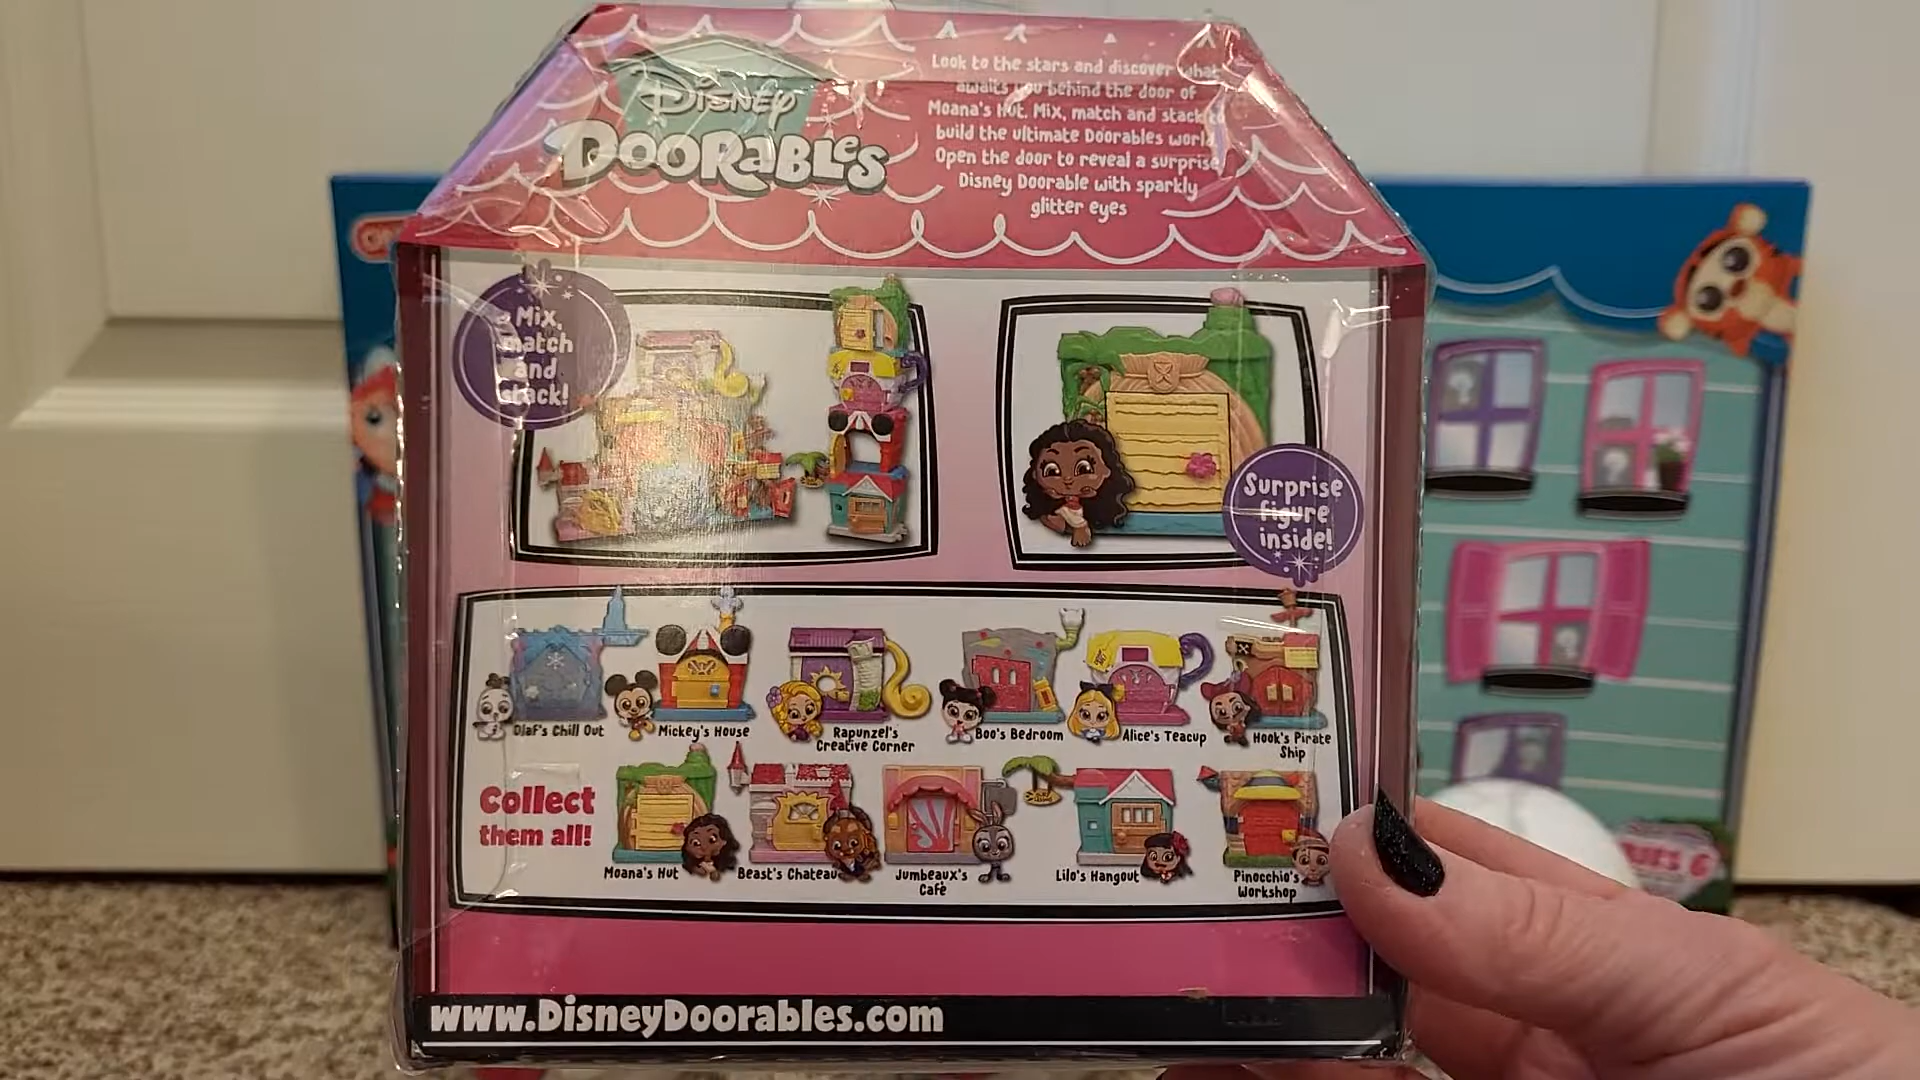 Disney
Doorables
Look to the stars and discover what
awaits you behind the door of
Moana's Hut. Mix, match and stack to
build the ultimate Doorables world.
Open the door to reveal a surprise
Disney Doorable with sparkly
glitter eyes
Mix,
match
and
stack!
Surprise
figure
inside!
Olaf's Chill Out
Mickey's House
Rapunzel's
Creative Corner
Boo's Bedroom
Alice's Teacup
Hook's Pirate
Ship
Collect
them all!
Moana's Hut
Beast's Chateau
Jumbeaux's
Café
Lilo's Hangout
Pinocchio's
Workshop
www.DisneyDoorables.com